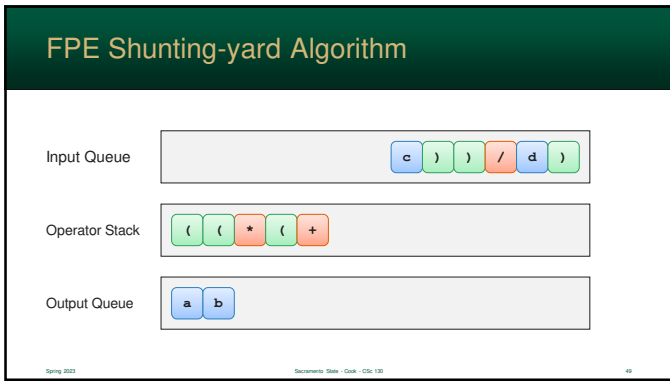 FPE Shunting-yard Algorithm
Input Queue c ) ) / d )
Operator Stack ( ( * ( +
Output Queue a b
Spring 2023 Sacramento State - Cook - CSc 130 49